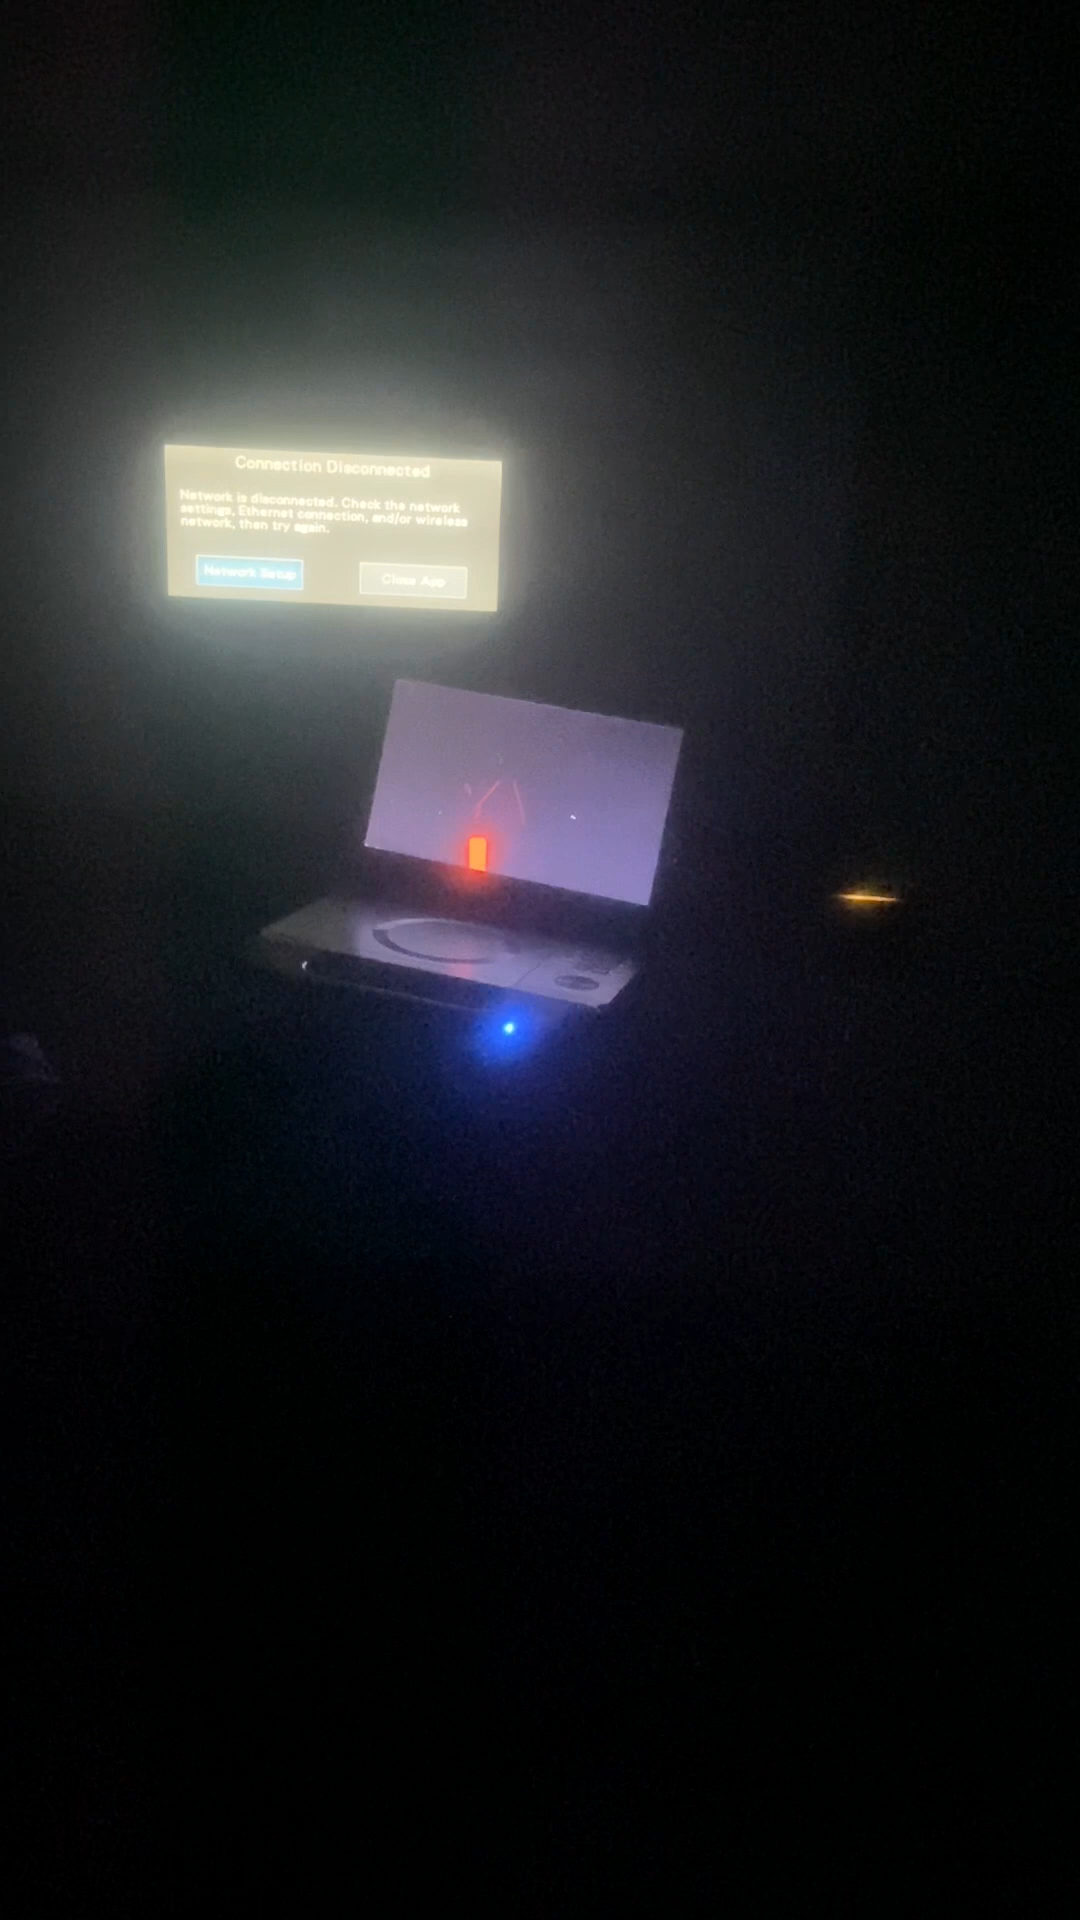 Connection Disconnected
Network is disconnected. Check the network
settings, Ethernet connection, and/or wireless
network, then try again.
Network Setup
Close App